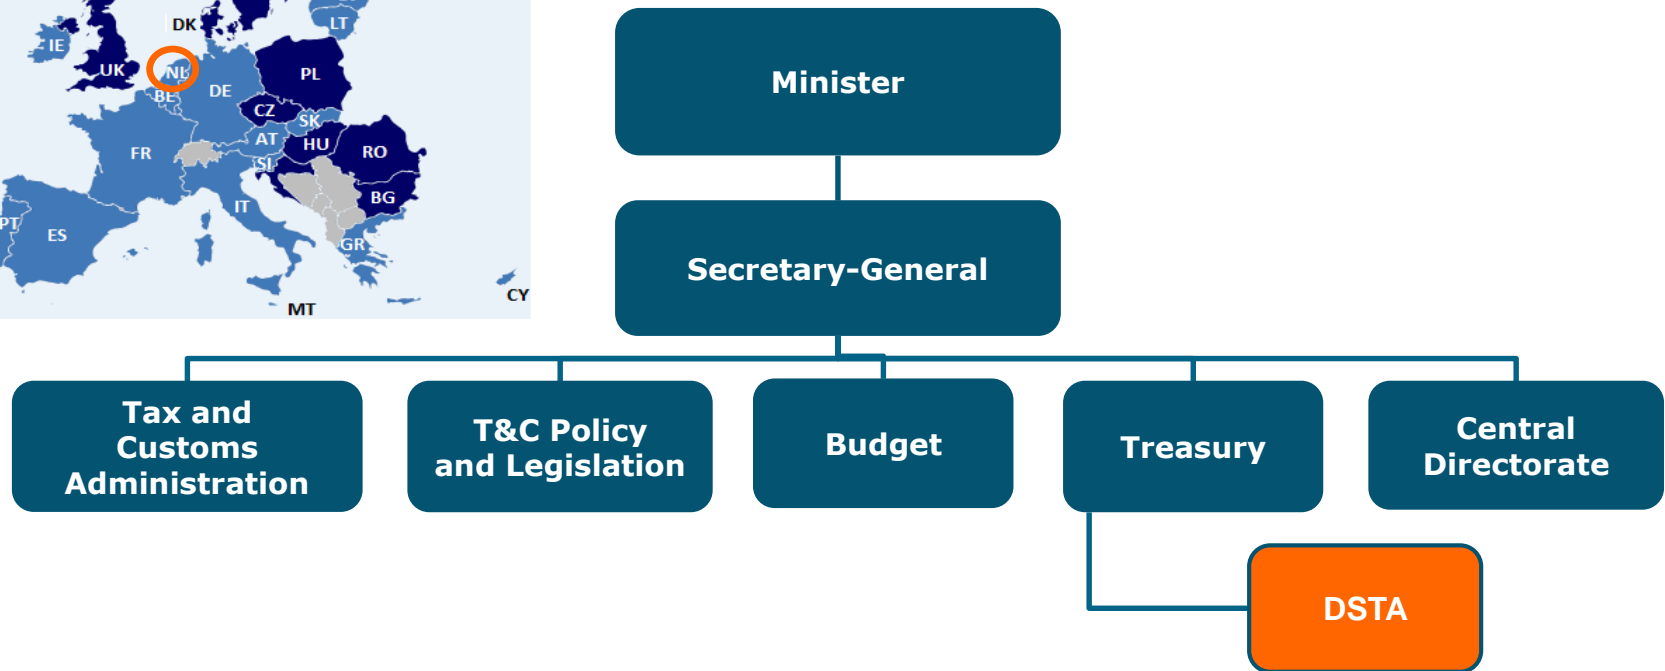 DK
LT
IE
UK
NL
PL
BE
DE
CZ
SK
AT
HU
FR
RO
SI
BG
IT
PT
ES
GR
CY
MT
Minister
Secretary-General
Tax and
Customs
Administration
T&C Policy
and Legislation
Budget
Treasury
Central
Directorate
DSTA